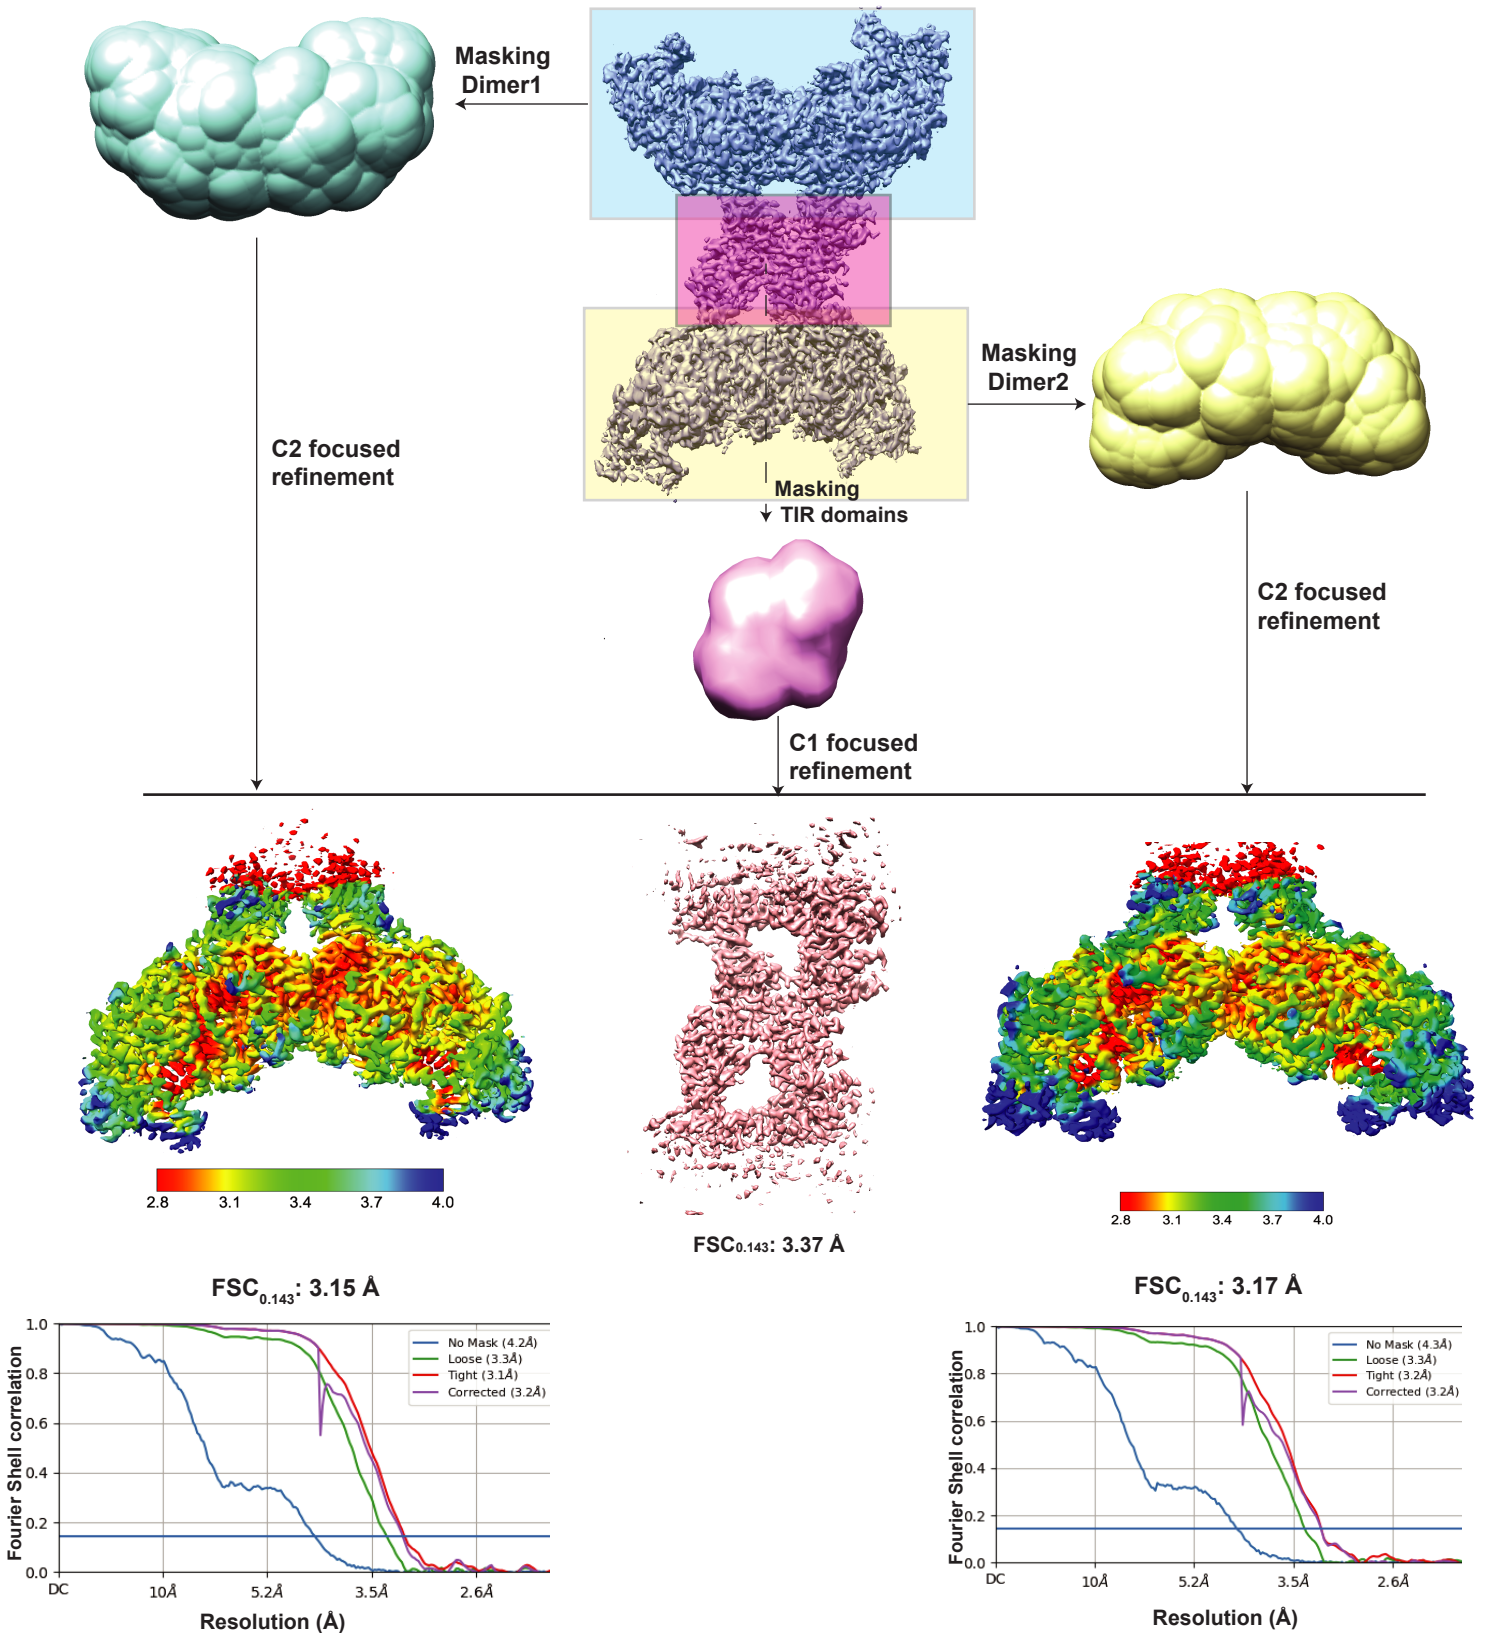 Masking
Dimer1
Masking
Dimer2
Masking
TIR domains
C2 focused
refinement
C2 focused
refinement
C1 focused
refinement
2.8 3.1 3.4 3.7 4.0
2.8 3.1 3.4 3.7 4.0
FSC0.143: 3.37 Å
FSC0.143: 3.15 Å
FSC0.143: 3.17 Å
Fourier Shell correlation
1.0
0.8
0.6
0.4
0.2
0.0
No Mask (4.2Å)
Loose (3.3Å)
Tight (3.1Å)
Corrected (3.2Å)
DC 10Å 5.2Å 3.5Å 2.6Å
Resolution (Å)
Fourier Shell correlation
1.0
0.8
0.6
0.4
0.2
0.0
No Mask (4.3Å)
Loose (3.3Å)
Tight (3.2Å)
Corrected (3.2Å)
DC 10Å 5.2Å 3.5Å 2.6Å
Resolution (Å)